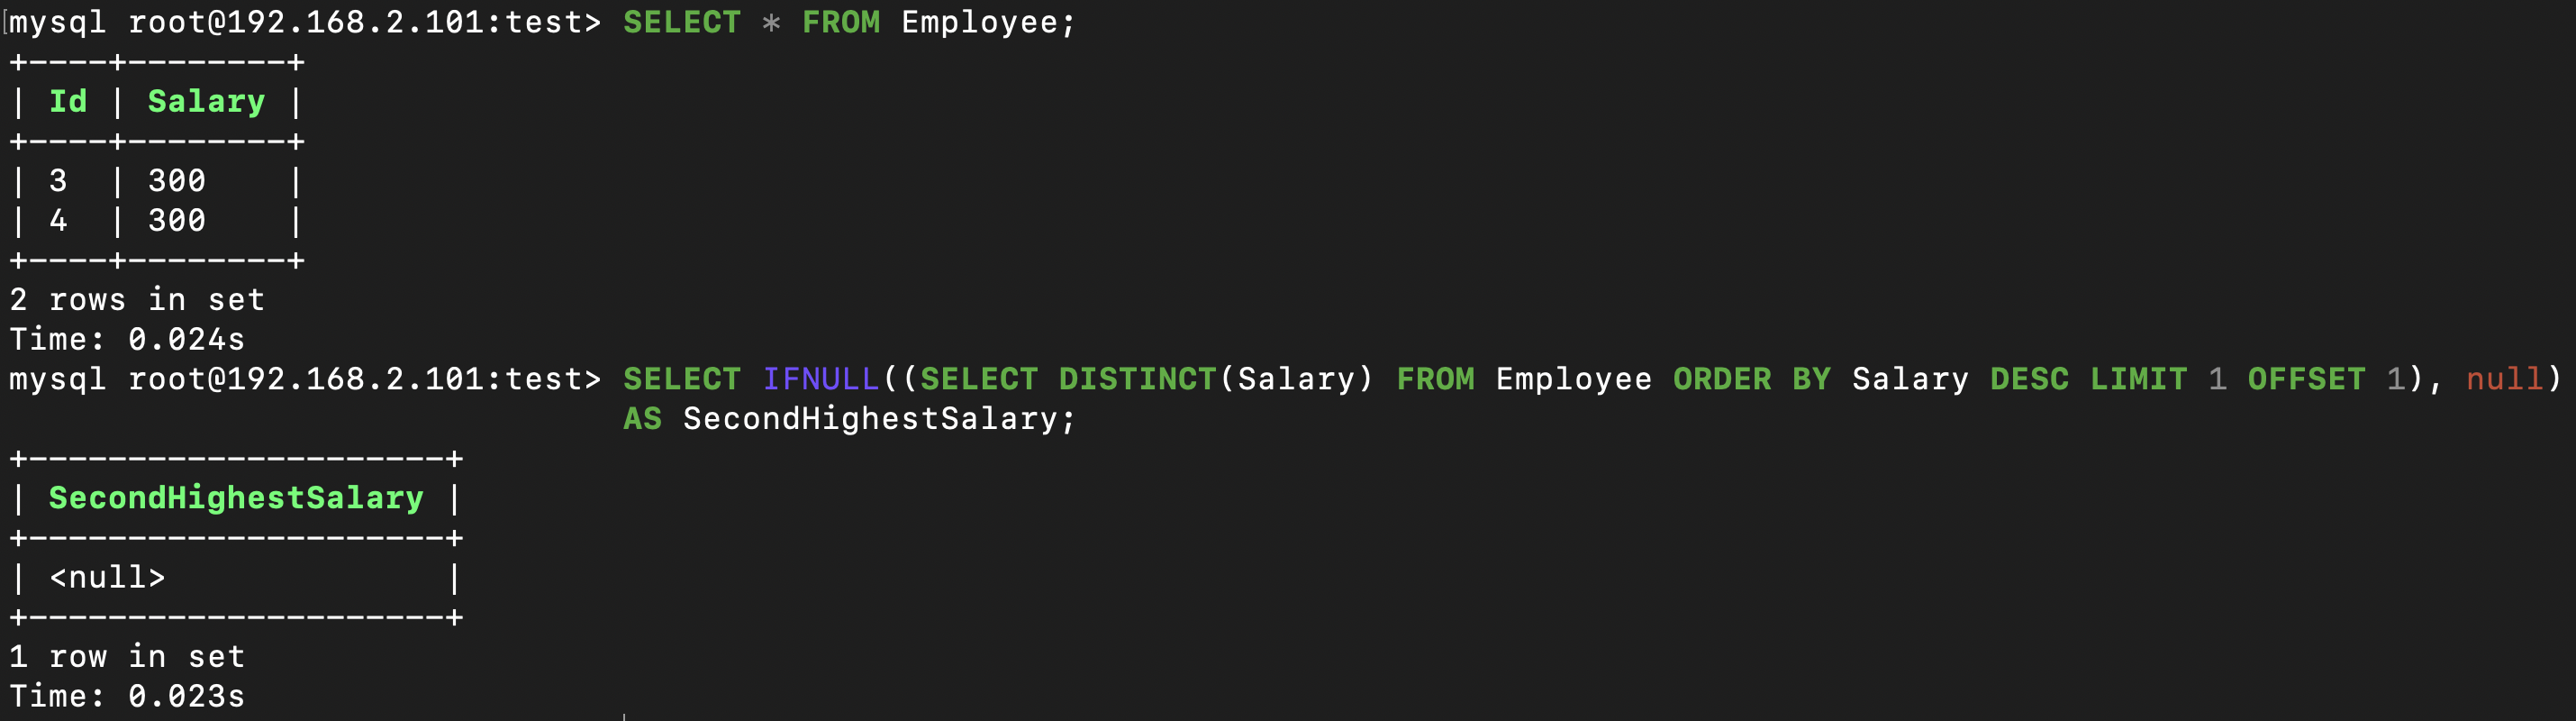 mysql root@192.168.2.101:test> SELECT * FROM Employee;
+----+--------+
| Id | Salary |
+----+--------+
| 3  | 300    |
| 4  | 300    |
+----+--------+
2 rows in set
Time: 0.024s
mysql root@192.168.2.101:test> SELECT IFNULL((SELECT DISTINCT(Salary) FROM Employee ORDER BY Salary DESC LIMIT 1 OFFSET 1), null)
AS SecondHighestSalary;
+---------------------+
| SecondHighestSalary |
+---------------------+
| <null>              |
+---------------------+
1 row in set
Time: 0.023s